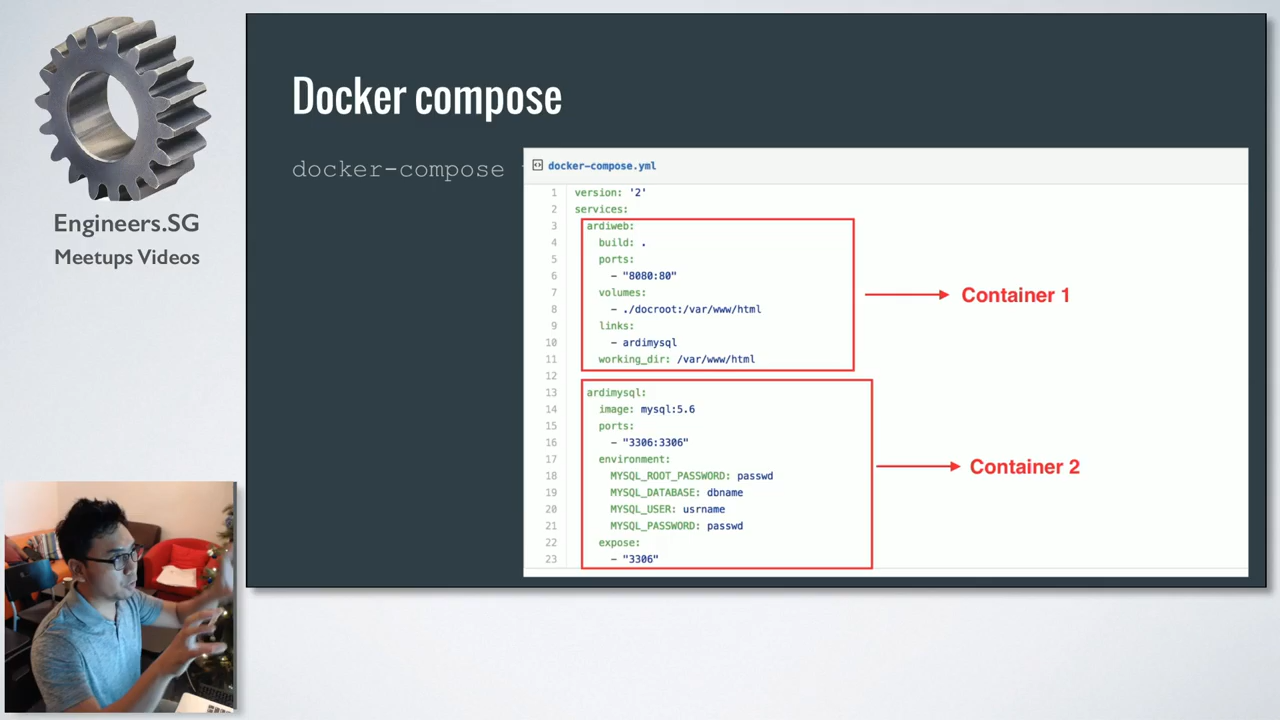 Engineers.SG
Meetups Videos
Docker compose
docker-compose
docker-compose.yml
1 version: '2'
2 services:
3 ardiweb:
4 build: .
5 ports:
6 - "8080:80"
7 volumes:
8 - ./docroot:/var/www/html
9 links:
10 - ardimysql
11 working_dir: /var/www/html
12
13 ardimysql:
14 image: mysql:5.6
15 ports:
16 - "3306:3306"
17 environment:
18 MYSQL_ROOT_PASSWORD: passwd
19 MYSQL_DATABASE: dbname
20 MYSQL_USER: usrname
21 MYSQL_PASSWORD: passwd
22 expose:
23 - "3306"
Container 1
Container 2